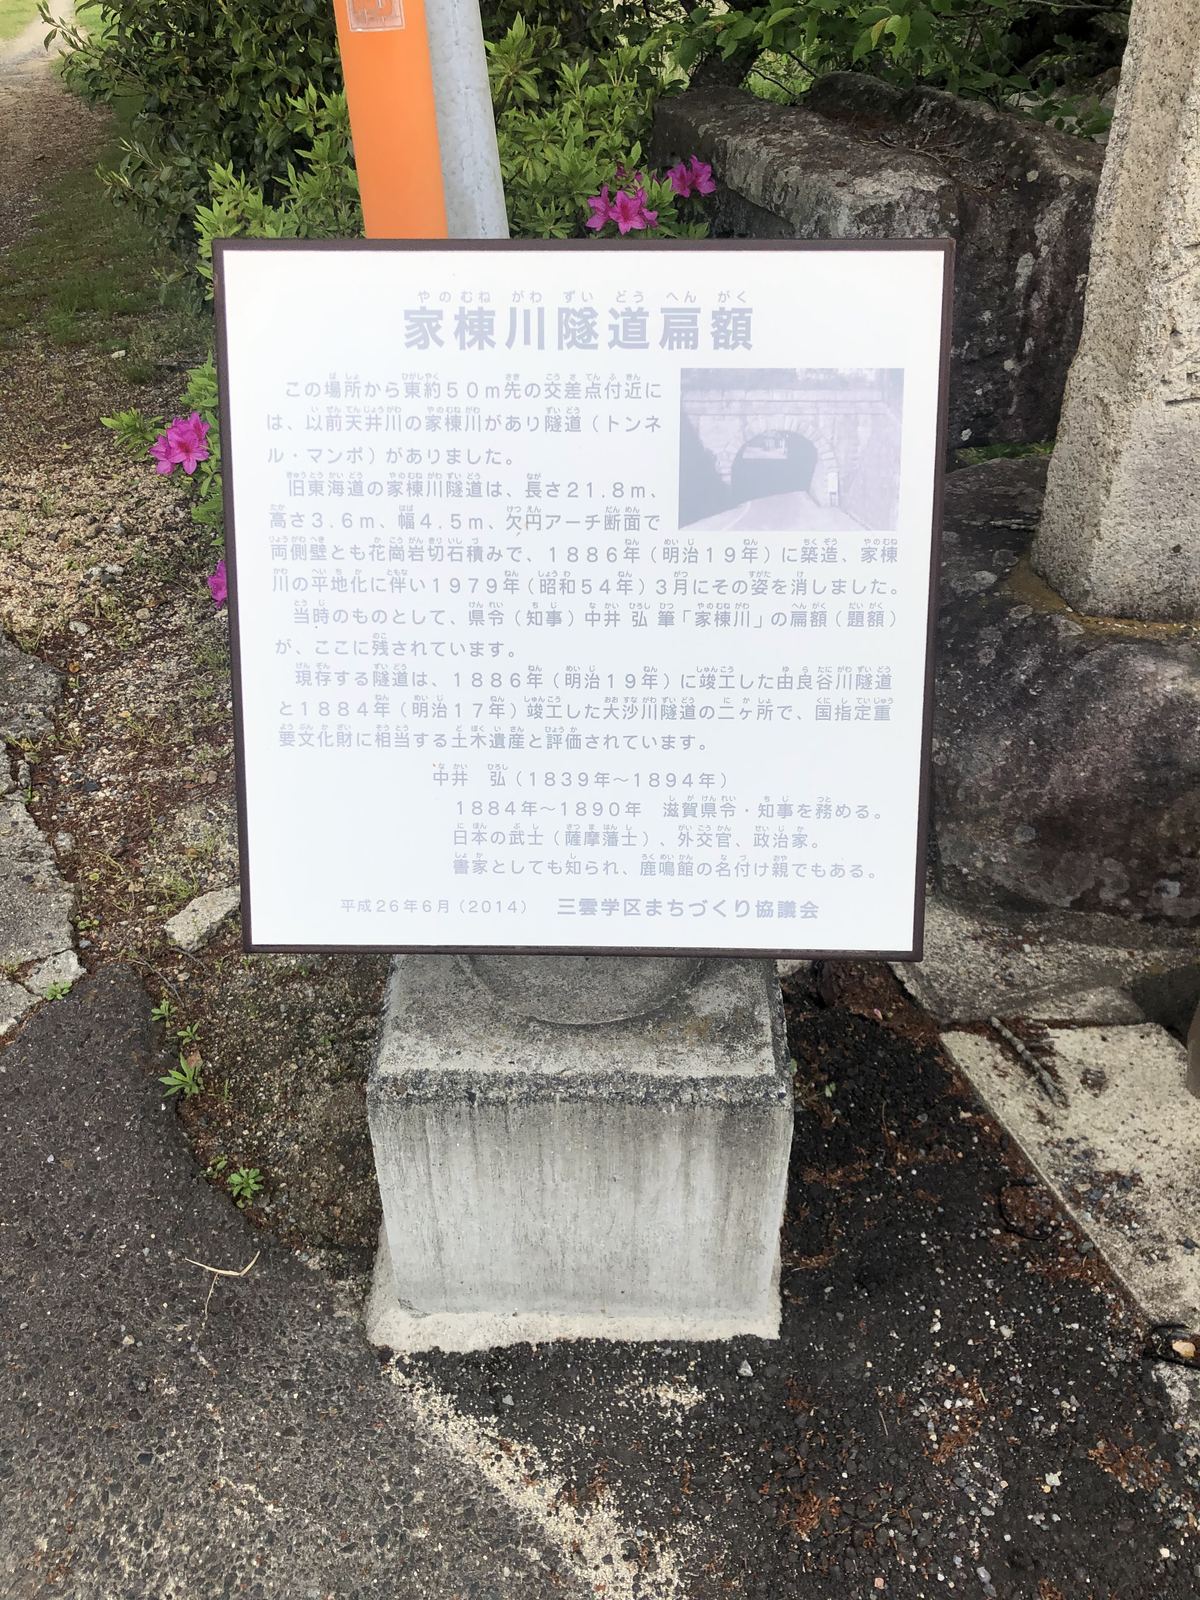 家棟川隧道扁額
この場所から東約50m先の交差点付近に
は、以前天井川の家棟川があり隧道（トンネ
ル・マンポ）がありました。
旧東海道の家棟川隧道は、長さ21.8m、
高さ3.6m、幅4.5m、欠円アーチ断面で
両側壁とも花崗岩切石積みで、1886年（明治19年）に築造、家棟
川の平地化に伴い1979年（昭和54年）3月にその姿を消しました。
当時のものとして、県令（知事）中井 弘 筆「家棟川」の扁額（題額）
が、ここに残されています。
現存する隧道は、1886年（明治19年）に竣工した由良谷川隧道
と1884年（明治17年）竣工した大沙川隧道の二ヶ所で、国指定重
要文化財に相当する土木遺産と評価されています。
中井 弘（1839年～1894年）
1884年～1890年 滋賀県令・知事を務める。
日本の武士（薩摩藩士）、外交官、政治家。
書家としても知られ、鹿鳴館の名付け親でもある。
平成26年6月（2014） 三雲学区まちづくり協議会